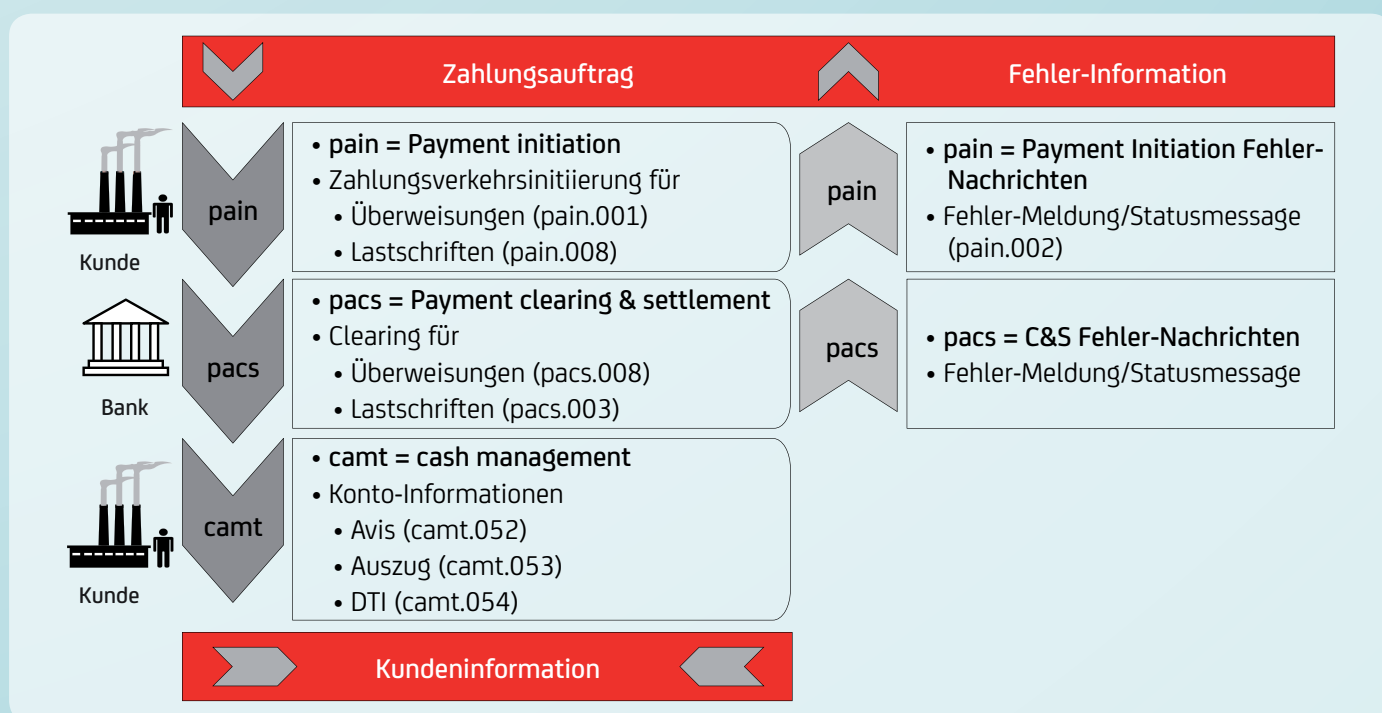 Zahlungsauftrag
Fehler-Information
Kunde
pain
• pain = Payment initiation
• Zahlungsverkehrsinitiierung für
• Überweisungen (pain.001)
• Lastschriften (pain.008)
pain
• pain = Payment Initiation Fehler-
Nachrichten
• Fehler-Meldung/Statusmessage
(pain.002)
Bank
pacs
• pacs = Payment clearing & settlement
• Clearing für
• Überweisungen (pacs.008)
• Lastschriften (pacs.003)
pacs
• pacs = C&S Fehler-Nachrichten
• Fehler-Meldung/Statusmessage
Kunde
camt
• camt = cash management
• Konto-Informationen
• Avis (camt.052)
• Auszug (camt.053)
• DTI (camt.054)
Kundeninformation